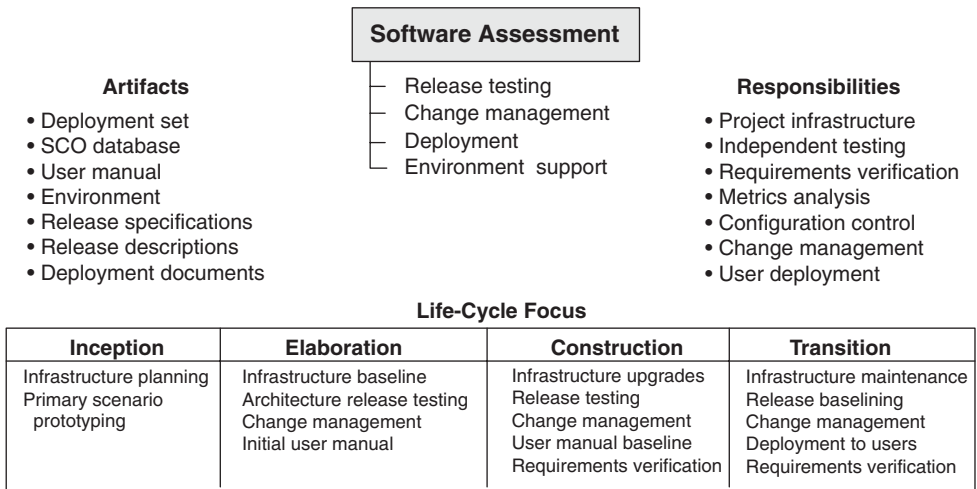 Software Assessment
Release testing
Change management
Deployment
Environment support
Artifacts
• Deployment set
• SCO database
• User manual
• Environment
• Release specifications
• Release descriptions
• Deployment documents
Responsibilities
• Project infrastructure
• Independent testing
• Requirements verification
• Metrics analysis
• Configuration control
• Change management
• User deployment
Life-Cycle Focus
Inception
Infrastructure planning
Primary scenario
prototyping
Elaboration
Infrastructure baseline
Architecture release testing
Change management
Initial user manual
Construction
Infrastructure upgrades
Release testing
Change management
User manual baseline
Requirements verification
Transition
Infrastructure maintenance
Release baselining
Change management
Deployment to users
Requirements verification